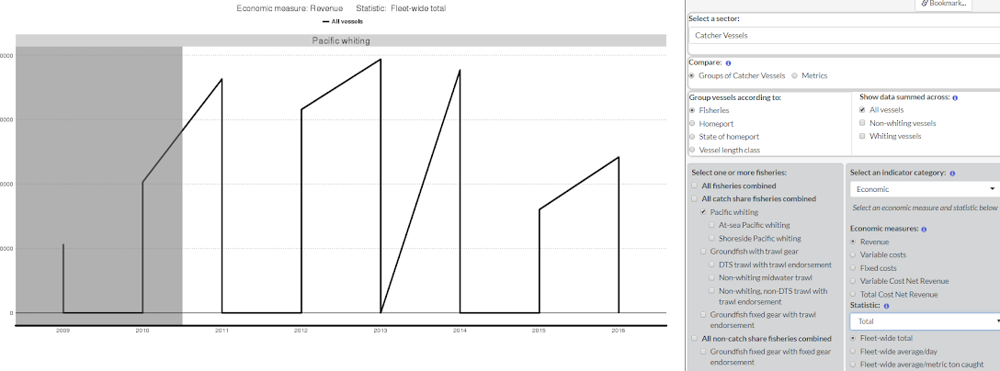 Economic measure: Revenue Statistic: Fleet-wide total
All vessels
Pacific whiting
0
2009 2010 2011 2012 2013 2014 2015 2016
Bookmark...
Select a sector:
Catcher Vessels
Compare:
Groups of Catcher Vessels Metrics
Group vessels according to:
Fisheries
Homeport
State of homeport
Vessel length class
Show data summed across:
All vessels
Non-whiting vessels
Whiting vessels
Select one or more fisheries:
All fisheries combined
All catch share fisheries combined
Pacific whiting
At-sea Pacific whiting
Shoreside Pacific whiting
Groundfish with trawl gear
DTS trawl with trawl endorsement
Non-whiting midwater trawl
Non-whiting, non-DTS trawl with
trawl endorsement
Groundfish fixed gear with trawl
endorsement
All non-catch share fisheries combined
Groundfish fixed gear with fixed gear
endorsement
Select an indicator category:
Economic
Select an economic measure and statistic below
Economic measures:
Revenue
Variable costs
Fixed costs
Variable Cost Net Revenue
Total Cost Net Revenue
Statistic:
Total
Fleet-wide total
Fleet-wide average/day
Fleet-wide average/metric ton caught